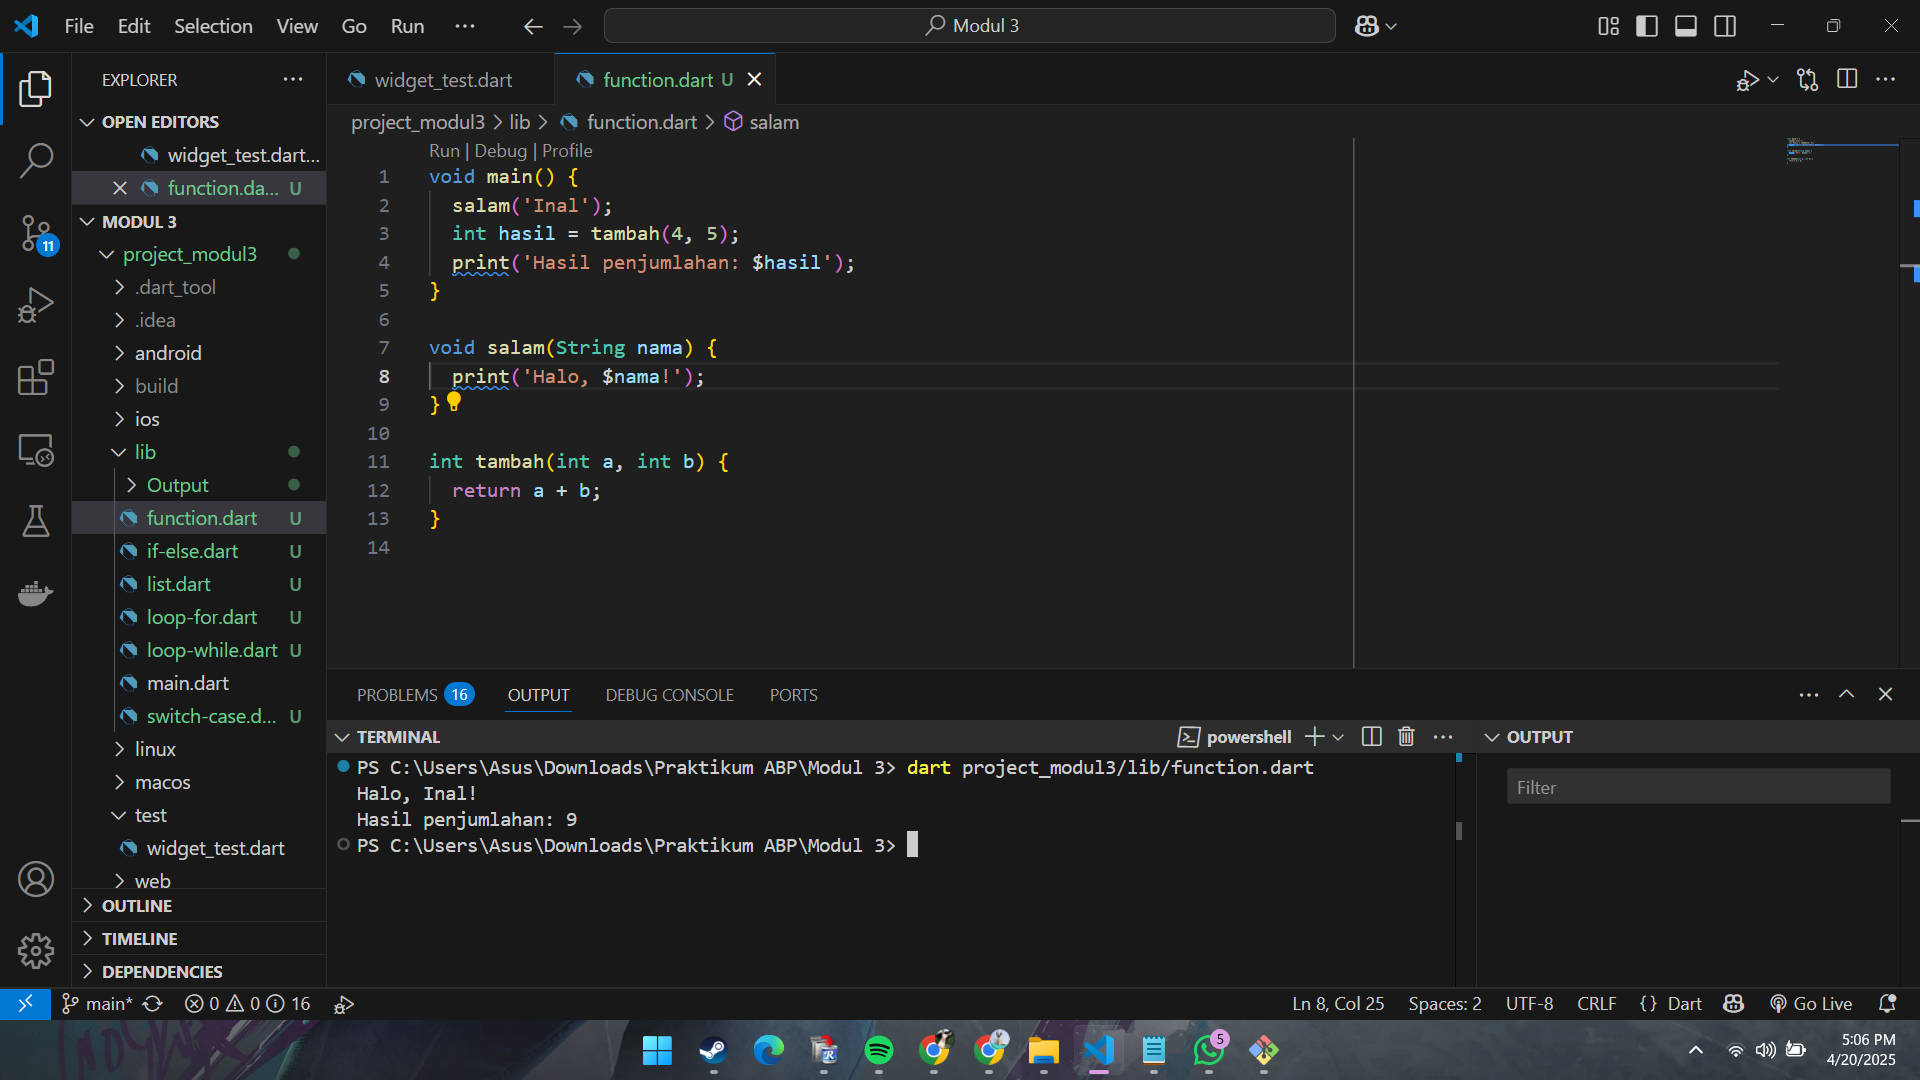 File Edit Selection View Go Run
Modul 3
EXPLORER
OPEN EDITORS
widget_test.dart...
function.da... U
MODUL 3
project_modul3
.dart_tool
.idea
android
build
ios
lib
Output
function.dart U
if-else.dart U
list.dart U
loop-for.dart U
loop-while.dart U
main.dart
switch-case.d... U
linux
macos
test
widget_test.dart
web
OUTLINE
TIMELINE
DEPENDENCIES
11
widget_test.dart
function.dart U
project_modul3 > lib > function.dart > salam
Run | Debug | Profile
1 void main() {
2 salam('Inal');
3 int hasil = tambah(4, 5);
4 print('Hasil penjumlahan: $hasil');
5 }
6
7 void salam(String nama) {
8 print('Halo, $nama!');
9 }
10
11 int tambah(int a, int b) {
12 return a + b;
13 }
14
PROBLEMS 16 OUTPUT DEBUG CONSOLE PORTS
TERMINAL
powershell
PS C:\Users\Asus\Downloads\Praktikum ABP\Modul 3> dart project_modul3/lib/function.dart
Halo, Inal!
Hasil penjumlahan: 9
PS C:\Users\Asus\Downloads\Praktikum ABP\Modul 3>
OUTPUT
Filter
main* 0 0 16
Ln 8, Col 25 Spaces: 2 UTF-8 CRLF {} Dart Go Live
5
5:06 PM
4/20/2025